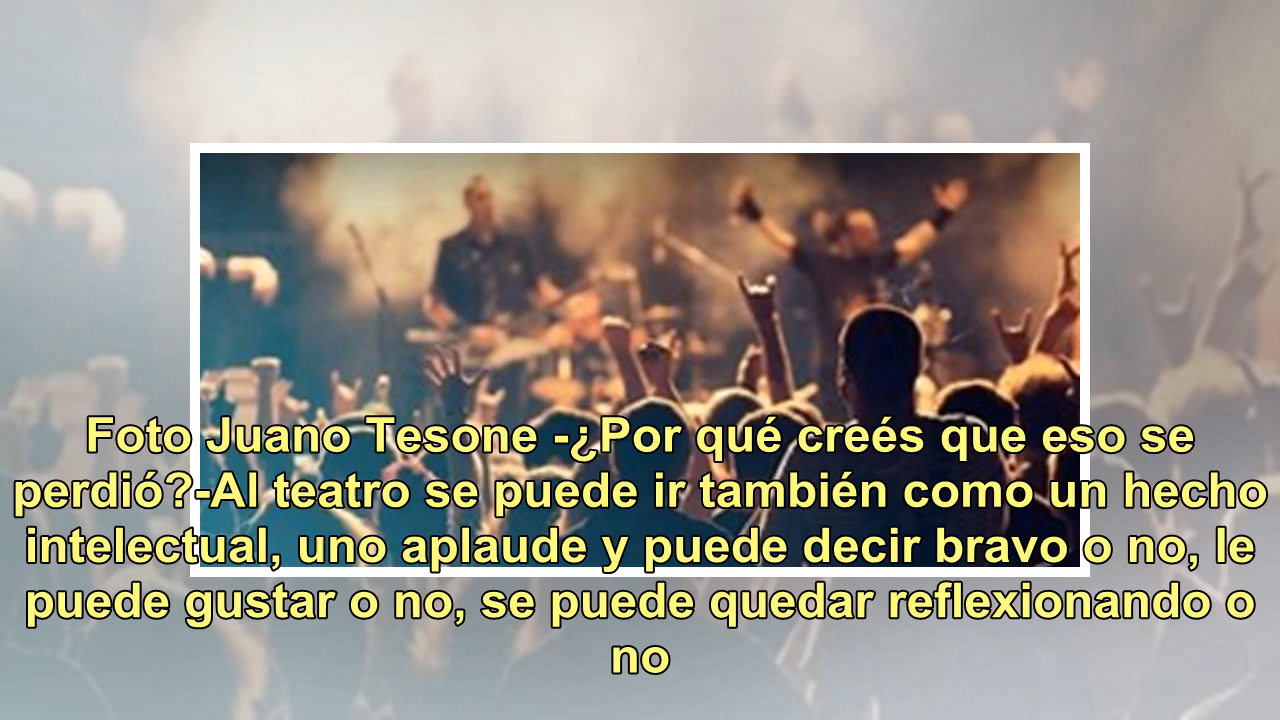 Foto Juano Tesone -¿Por qué creés que eso se
perdió?-Al teatro se puede ir también como un hecho
intelectual, uno aplaude y puede decir bravo o no, le
puede gustar o no, se puede quedar reflexionando o
no